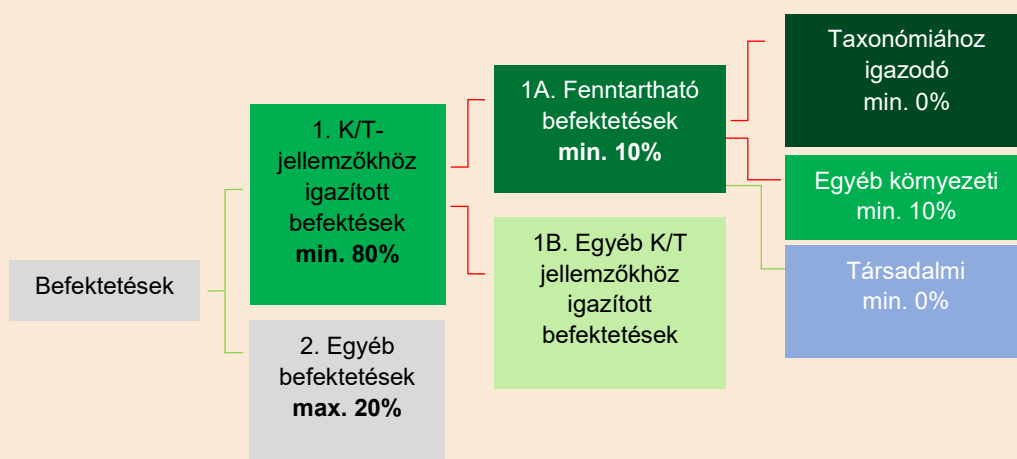 Befektetések
1. K/T-
jellemzőkhöz
igazított
befektésék
min. 80%
2. Egyéb
befektetések
max. 20%
1A. Fenntartható
befektetések
min. 10%
1B. Egyéb K/T
jellemzőkhöz
igazított
befektetések
Taxonómiához
igazodó
min. 0%
Egyéb környezeti
min. 10%
Társadalmi
min. 0%